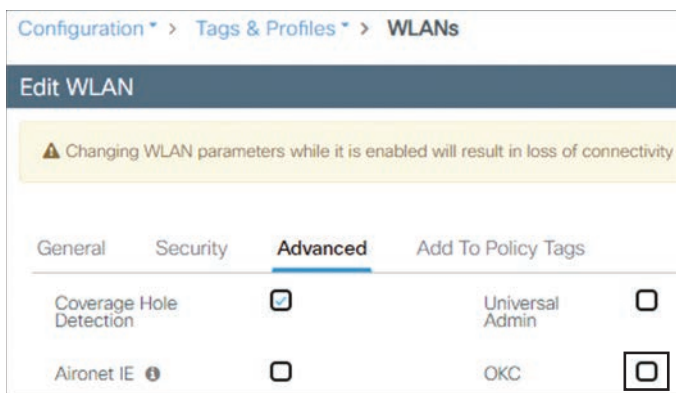 Configuration > Tags & Profiles > WLANs
Edit WLAN
Changing WLAN parameters while it is enabled will result in loss of connectivity
General Security Advanced Add To Policy Tags
Coverage Hole
Detection
Universal
Admin
Aironet IE
OKC